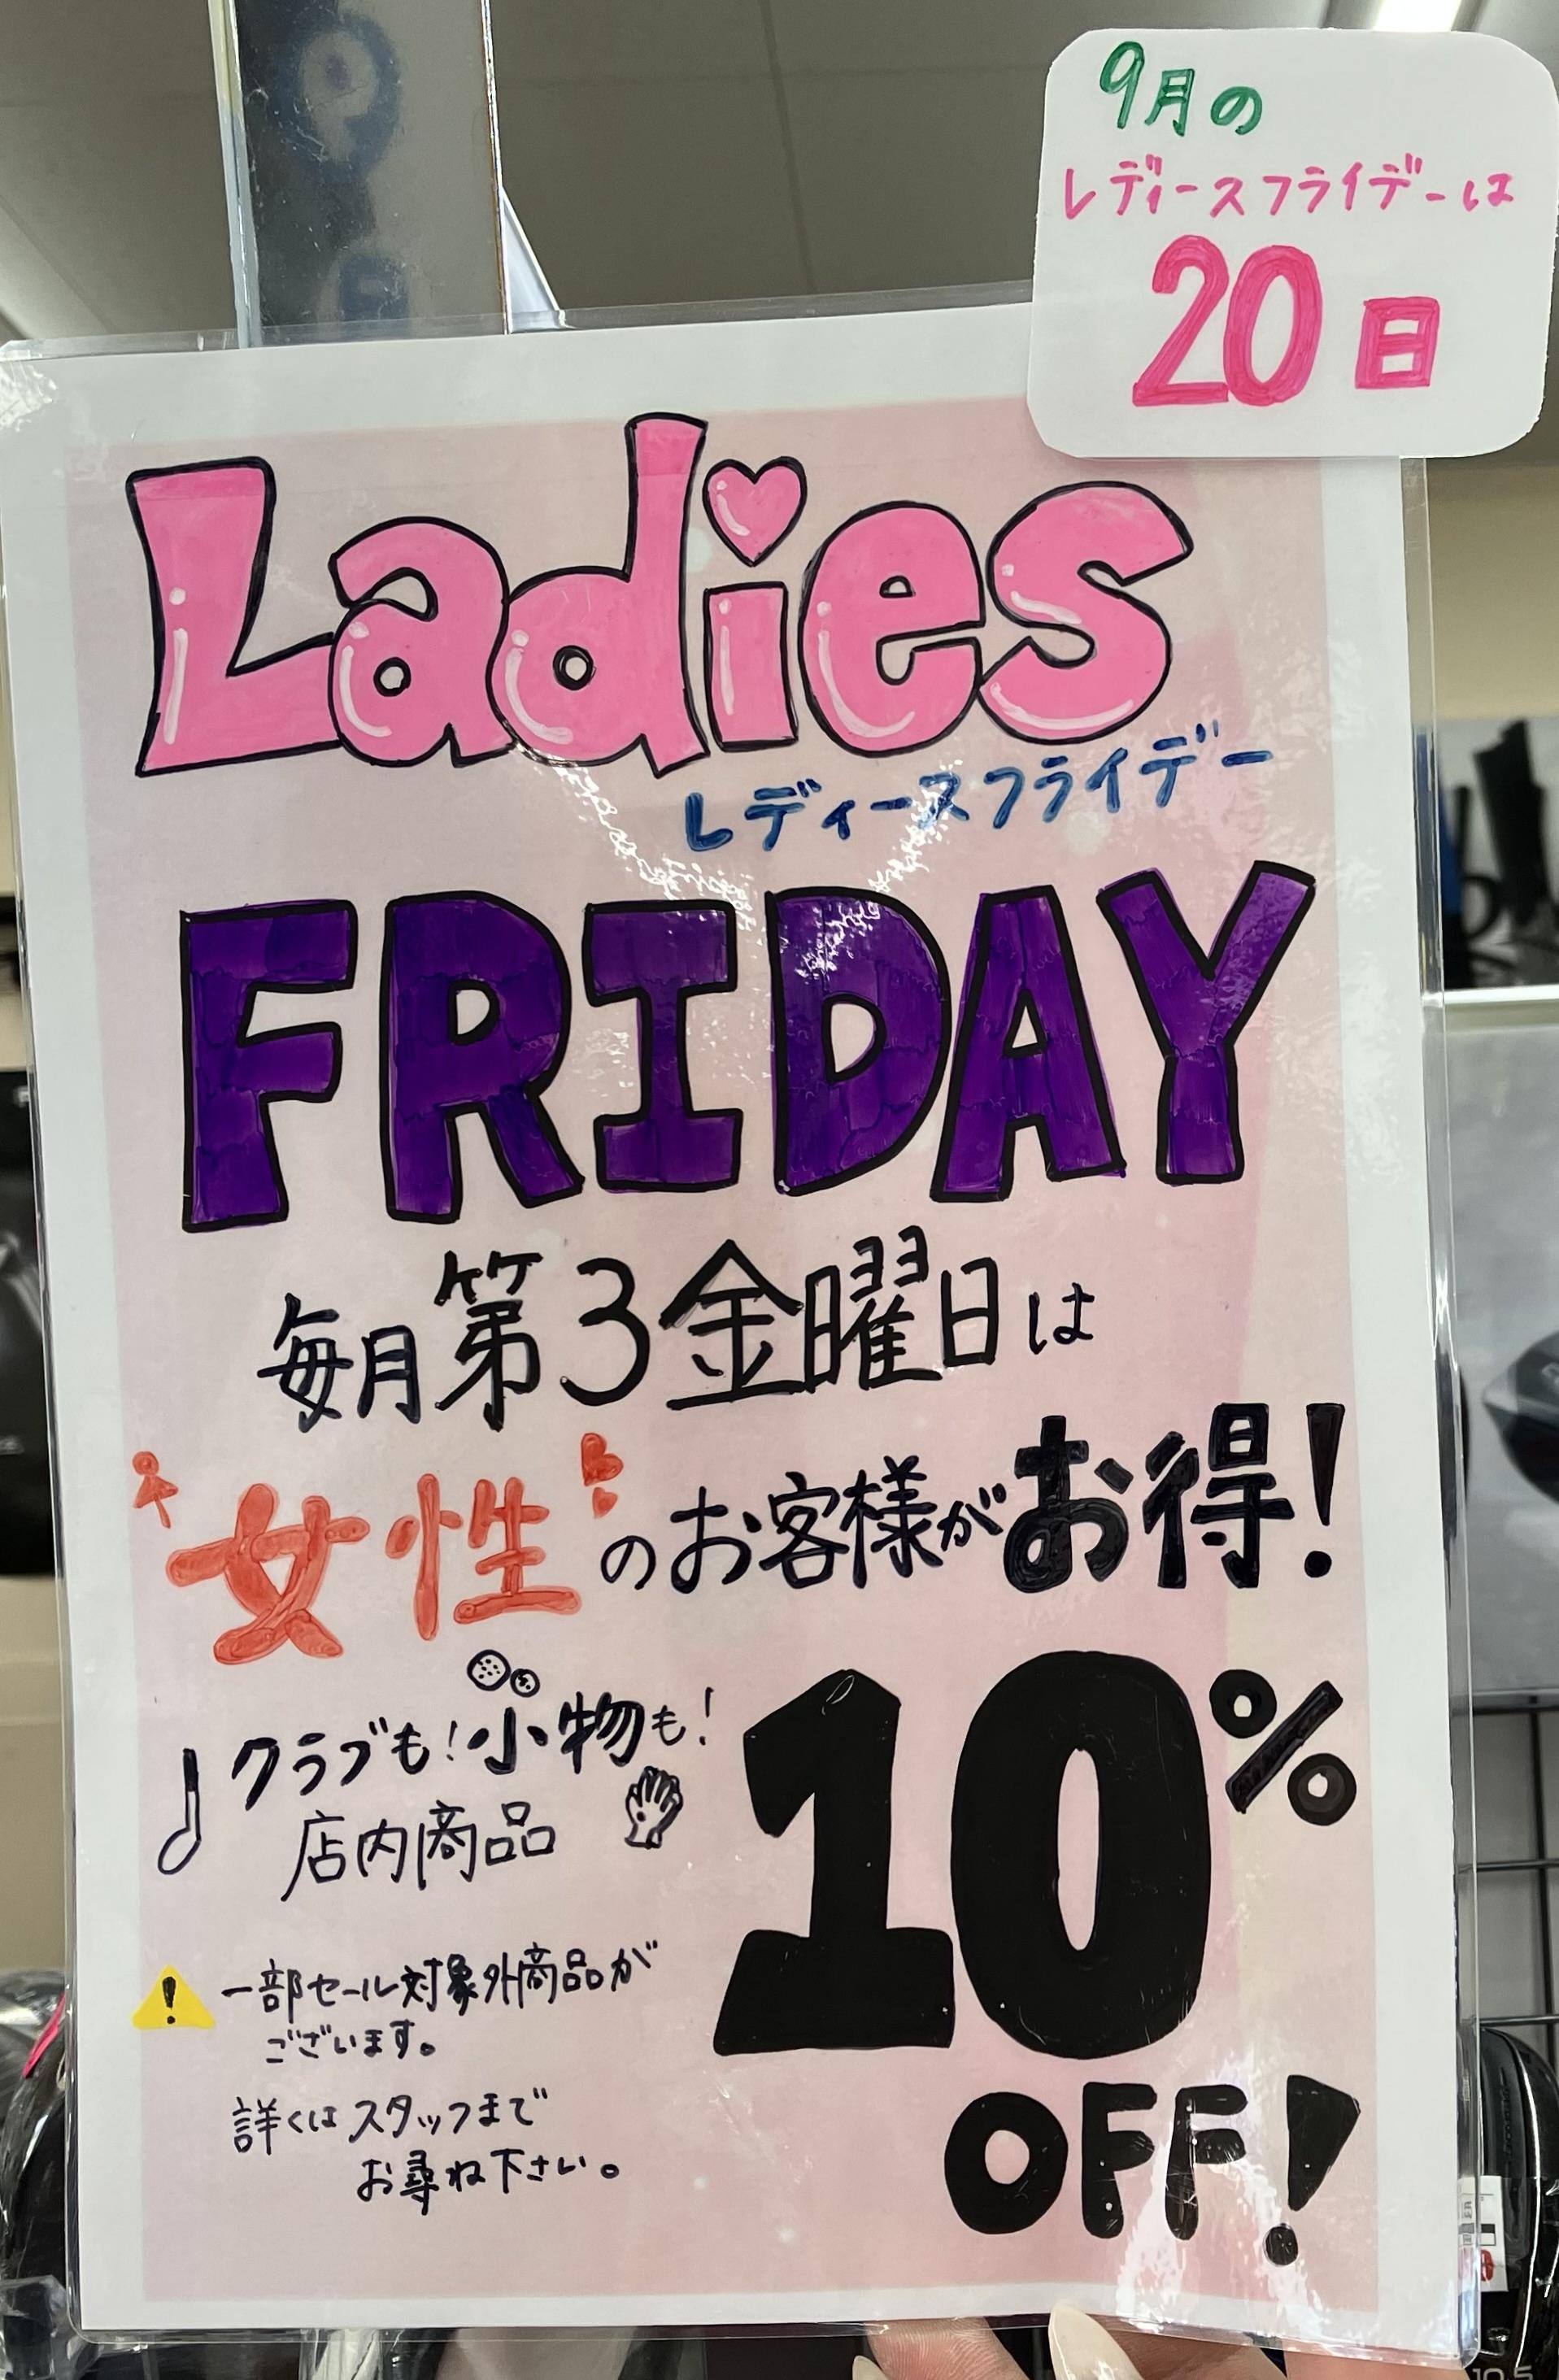 9月の
レディースフライデーは
20日
Ladies
レディースフライデー
FRIDAY
毎月第3金曜日は
女性のお客様がお得!
クラブも!小物も!
店内商品
10%
OFF!
一部セール対象外商品が
ございます。
詳しくはスタッフまで
お尋ね下さい。